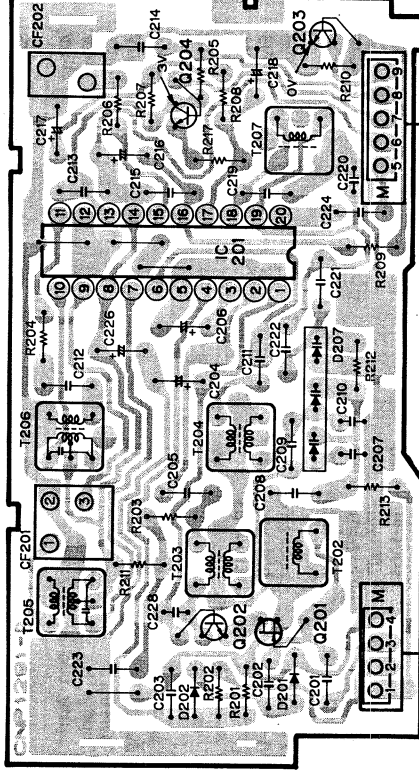 CF202
C214
Q204
3V
R205
Q203
0V
R210
C217
R206
R207
R208
C218
C213
C216
R217
T207
C215
C219
C220
C224
M
5-6-7-8-9
11
12
13
14
15
16
17
18
19
20
IC
201
R209
10
9
8
7
6
5
4
3
2
1
R204
C226
C206
C221
C212
C211
C222
D207
C204
R212
T206
T204
C210
C209
C205
C208
C207
CF201
1
2
3
R203
R213
R211
T203
T202
T205
C228
Q202
Q201
M
1-2-3-4
C223
C203
D202
R202
R201
C202
D201
C201